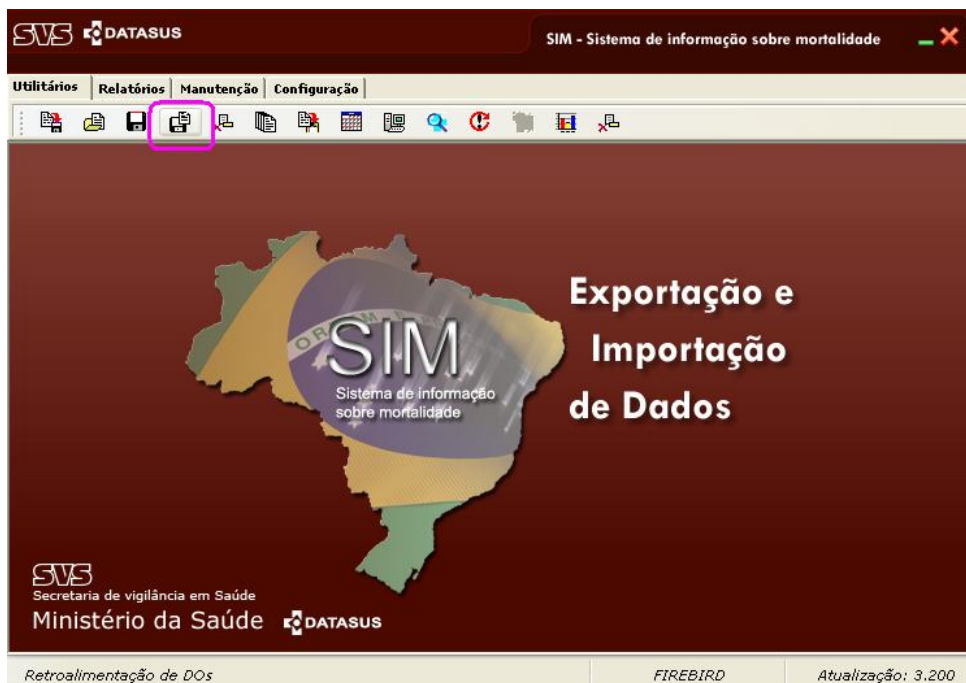 SVS DATASUS
SIM - Sistema de informação sobre mortalidade
Utilitários Relatórios Manutenção Configuração
Exportação e
Importação
de Dados
SIM
Sistema de informação
sobre mortalidade
SVS
Secretaria de vigilância em Saúde
Ministério da Saúde DATASUS
Retroalimentação de DOs FIREBIRD Atualização: 3.200